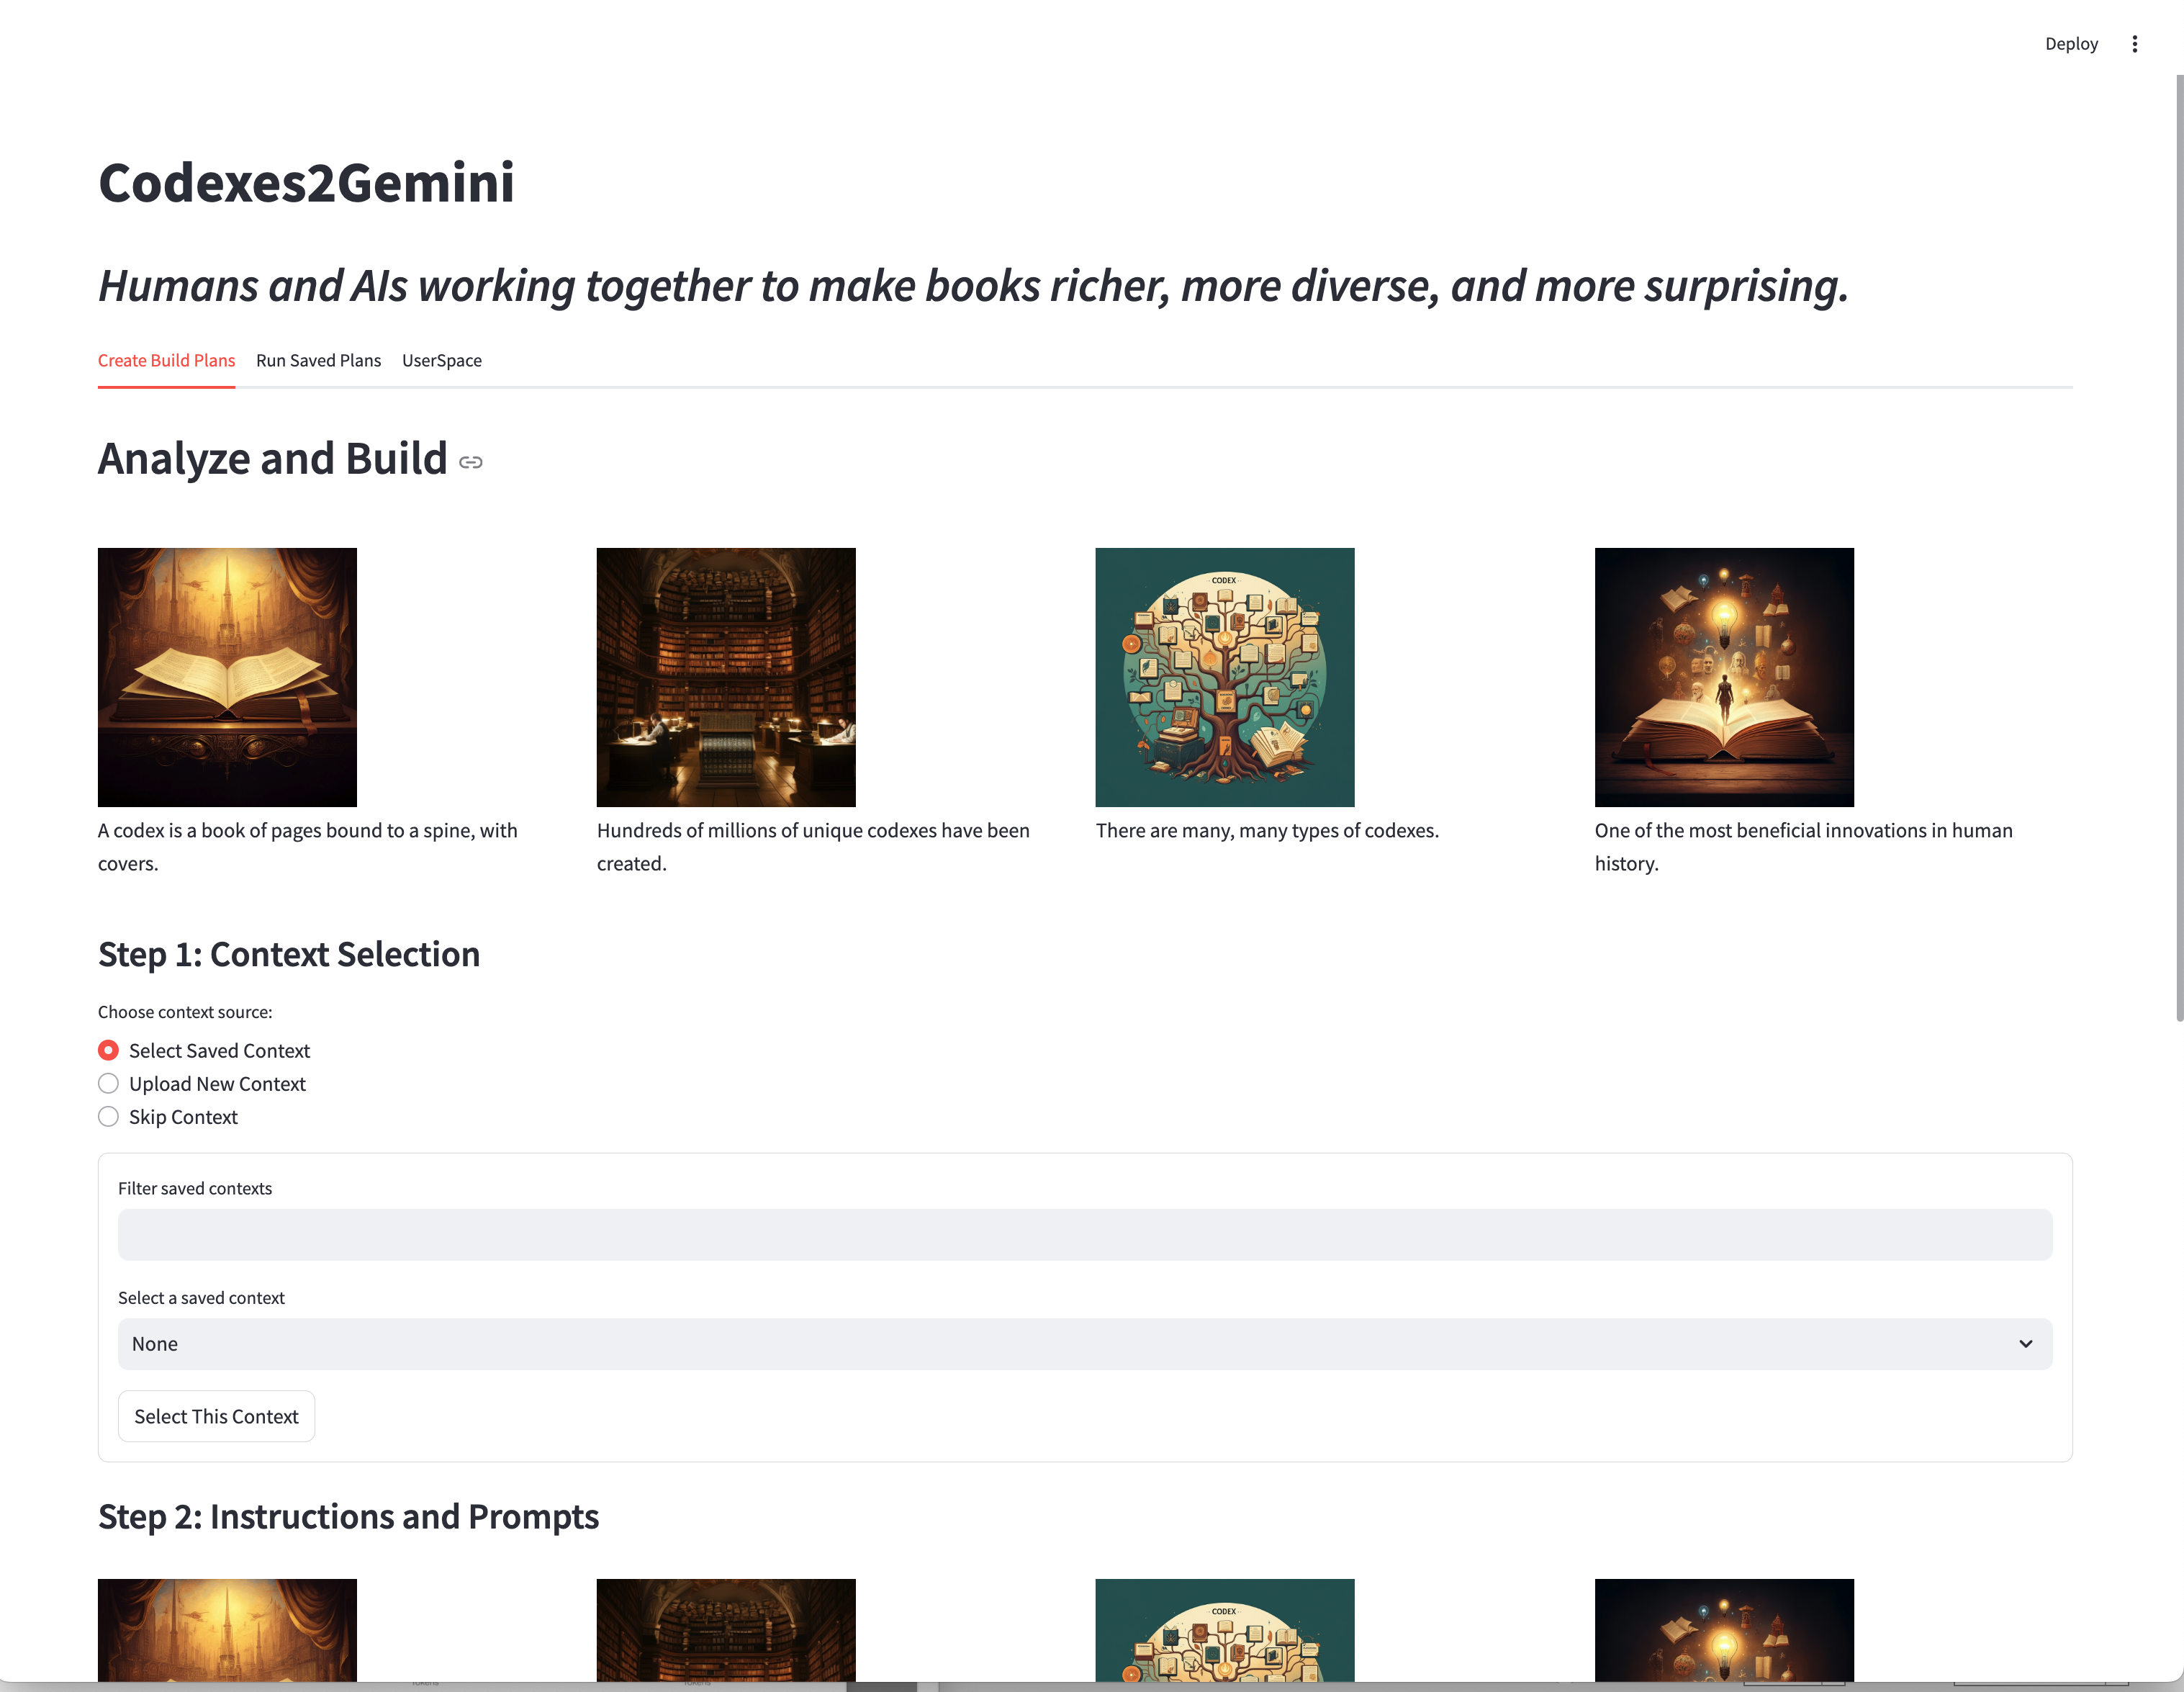 Deploy
Codexes2Gemini
Humans and AIs working together to make books richer, more diverse, and more surprising.
Create Build Plans Run Saved Plans UserSpace
Analyze and Build
CODEX
A codex is a book of pages bound to a spine, with
covers.
Hundreds of millions of unique codexes have been
created.
There are many, many types of codexes.
One of the most beneficial innovations in human
history.
Step 1: Context Selection
Choose context source:
Select Saved Context
Upload New Context
Skip Context
Filter saved contexts
Select a saved context
None
Select This Context
Step 2: Instructions and Prompts
CODEX